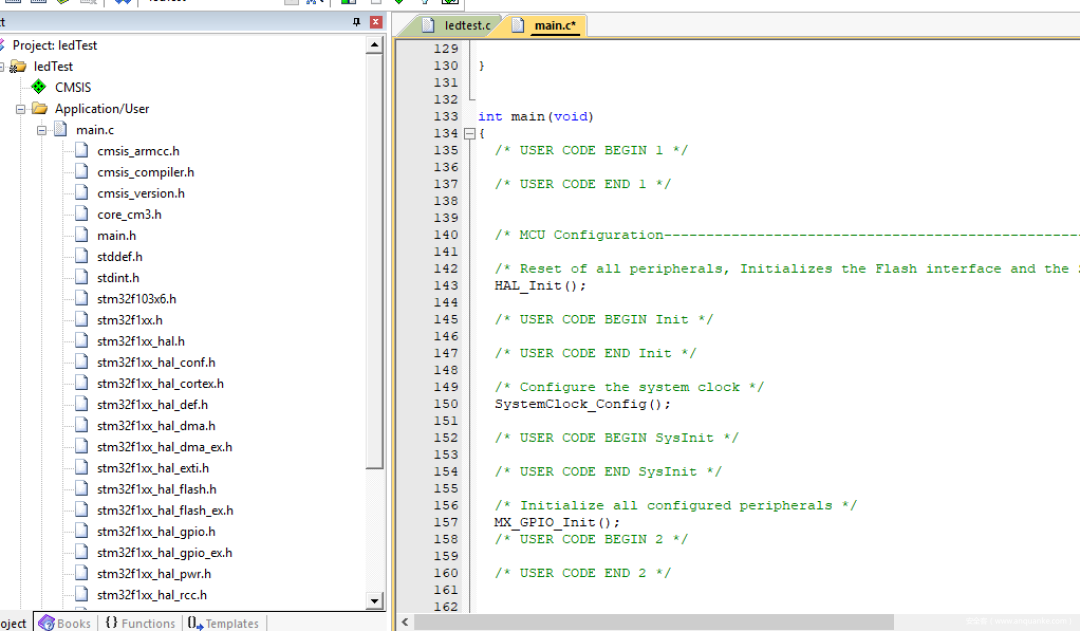 ledtest.c
main.c*
Project: ledTest
ledTest
CMSIS
Application/User
main.c
cmsis_armcc.h
cmsis_compiler.h
cmsis_version.h
core_cm3.h
main.h
stddef.h
stdint.h
stm32f103x6.h
stm32f1xx.h
stm32f1xx_hal.h
stm32f1xx_hal_conf.h
stm32f1xx_hal_cortex.h
stm32f1xx_hal_def.h
stm32f1xx_hal_dma.h
stm32f1xx_hal_dma_ex.h
stm32f1xx_hal_exti.h
stm32f1xx_hal_flash.h
stm32f1xx_hal_flash_ex.h
stm32f1xx_hal_gpio.h
stm32f1xx_hal_gpio_ex.h
stm32f1xx_hal_pwr.h
stm32f1xx_hal_rcc.h
oject Books {} Functions Templates
129
130 }
131
132
133 int main(void)
134 {
135 /* USER CODE BEGIN 1 */
136
137 /* USER CODE END 1 */
138
139
140 /* MCU Configuration--------------------------------------------------
141
142 /* Reset of all peripherals, Initializes the Flash interface and the
143 HAL_Init();
144
145 /* USER CODE BEGIN Init */
146
147 /* USER CODE END Init */
148
149 /* Configure the system clock */
150 SystemClock_Config();
151
152 /* USER CODE BEGIN SysInit */
153
154 /* USER CODE END SysInit */
155
156 /* Initialize all configured peripherals */
157 MX_GPIO_Init();
158 /* USER CODE BEGIN 2 */
159
160 /* USER CODE END 2 */
161
162